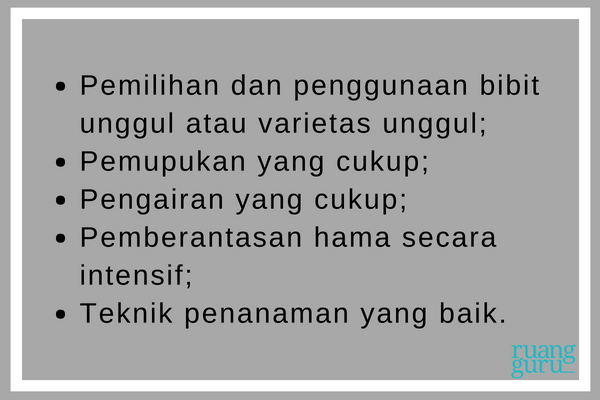 • Pemilihan dan penggunaan bibit
unggul atau varietas unggul;
• Pemupukan yang cukup;
• Pengairan yang cukup;
• Pemberantasan hama secara
intensif;
• Teknik penanaman yang baik.
ruang
guru_